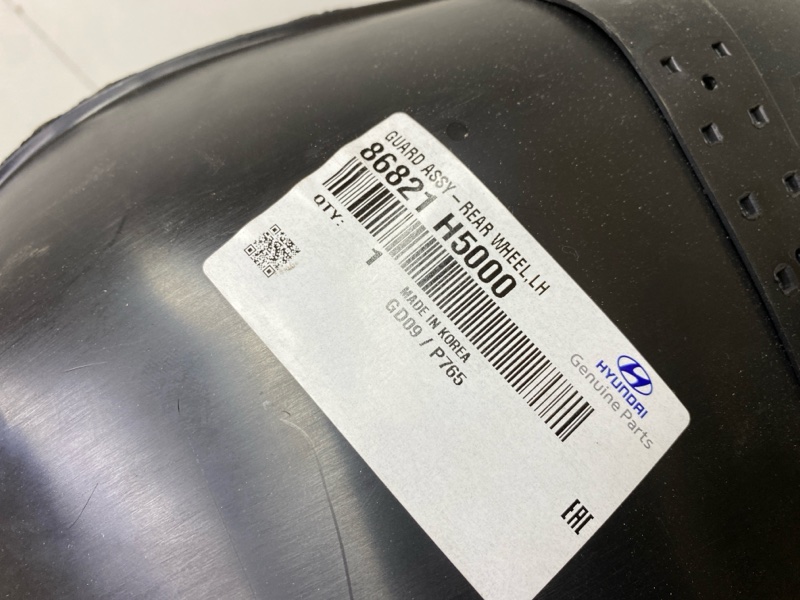 GUARD ASSY-REAR WHEEL,LH
86821 H5000
QTY: 1
MADE IN KOREA
GD09 / P765
HYUNDAI
Genuine Parts
EAC